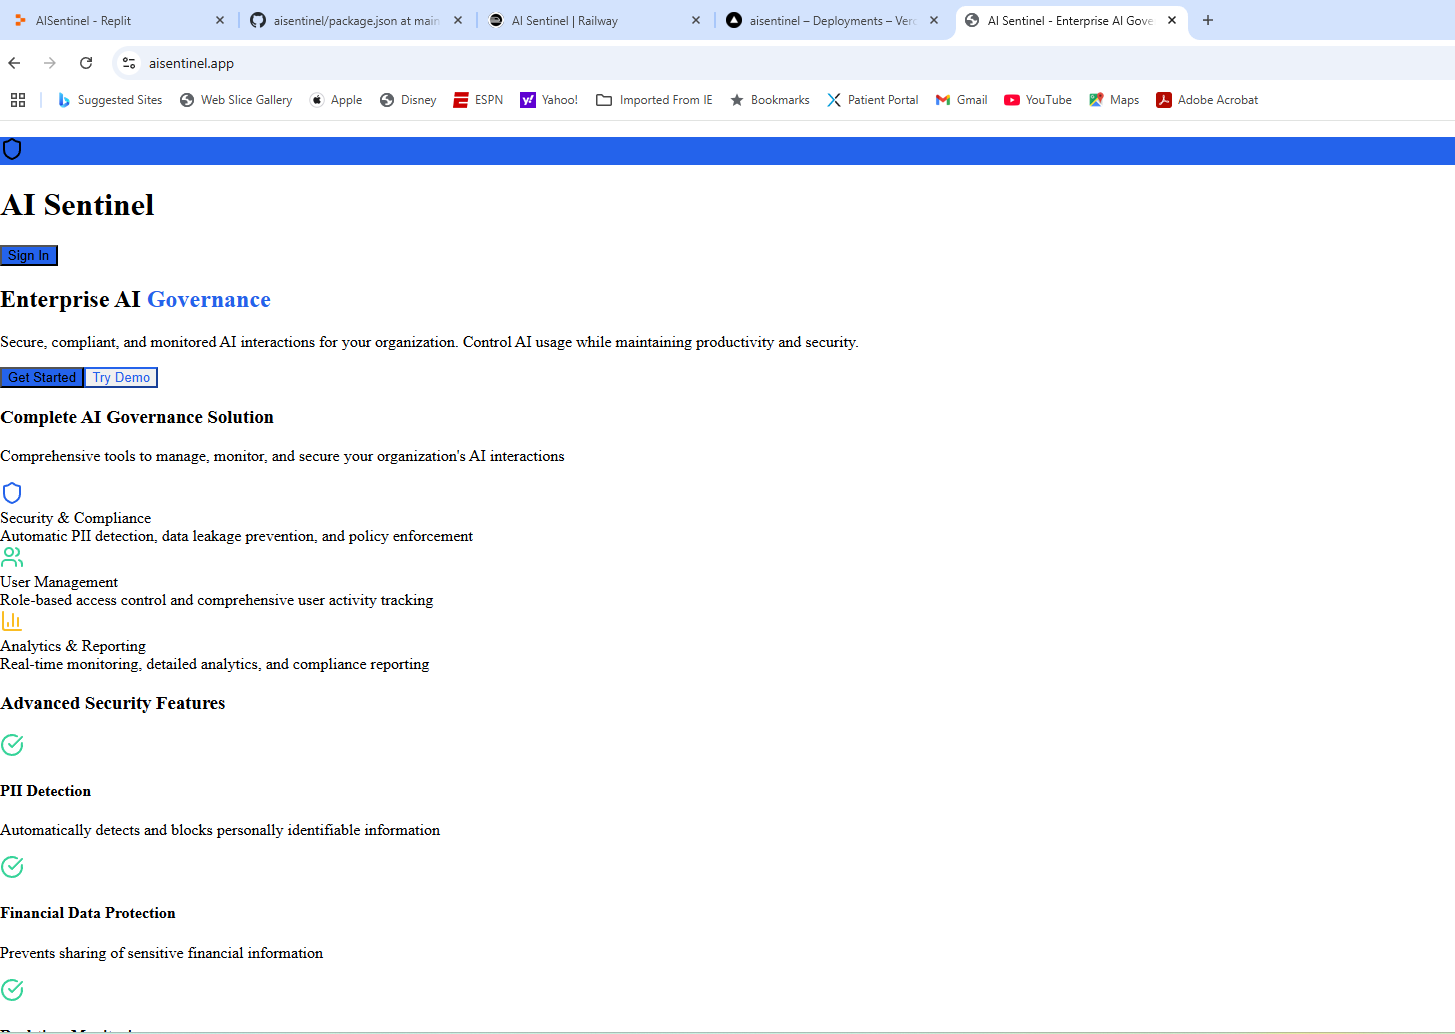 AISentinel - Replit
aisentinel/package.json at main
AI Sentinel | Railway
aisentinel – Deployments – Verc
AI Sentinel - Enterprise AI Gove
aisentinel.app
Suggested Sites
Web Slice Gallery
Apple
Disney
ESPN
Yahoo!
Imported From IE
Bookmarks
Patient Portal
Gmail
YouTube
Maps
Adobe Acrobat
AI Sentinel
Sign In
Enterprise AI Governance
Secure, compliant, and monitored AI interactions for your organization. Control AI usage while maintaining productivity and security.
Get Started
Try Demo
Complete AI Governance Solution
Comprehensive tools to manage, monitor, and secure your organization's AI interactions
Security & Compliance
Automatic PII detection, data leakage prevention, and policy enforcement
User Management
Role-based access control and comprehensive user activity tracking
Analytics & Reporting
Real-time monitoring, detailed analytics, and compliance reporting
Advanced Security Features
PII Detection
Automatically detects and blocks personally identifiable information
Financial Data Protection
Prevents sharing of sensitive financial information